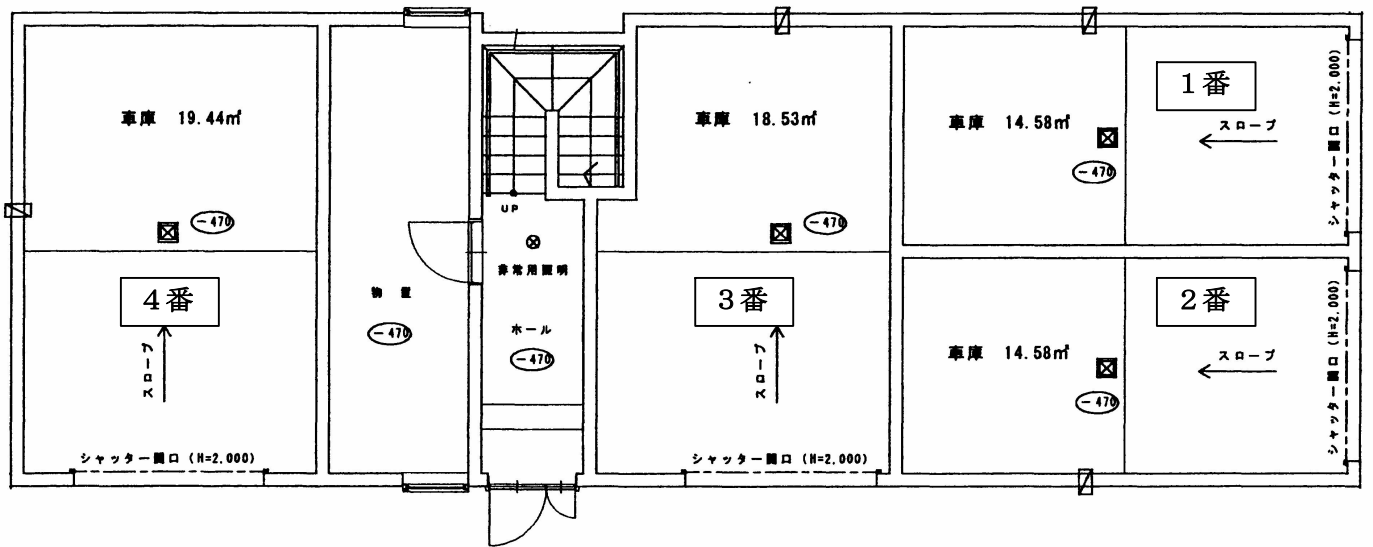 車庫 19.44㎡
-470
4番
スロープ
シャッター開口 (H=2,000)
物置
-470
UP
非常用照明
ホール
-470
車庫 18.53㎡
-470
3番
スロープ
シャッター開口 (H=2,000)
車庫 14.58㎡
-470
1番
スロープ
シャッター開口 (H=2,000)
車庫 14.58㎡
-470
2番
スロープ
シャッター開口 (H=2,000)